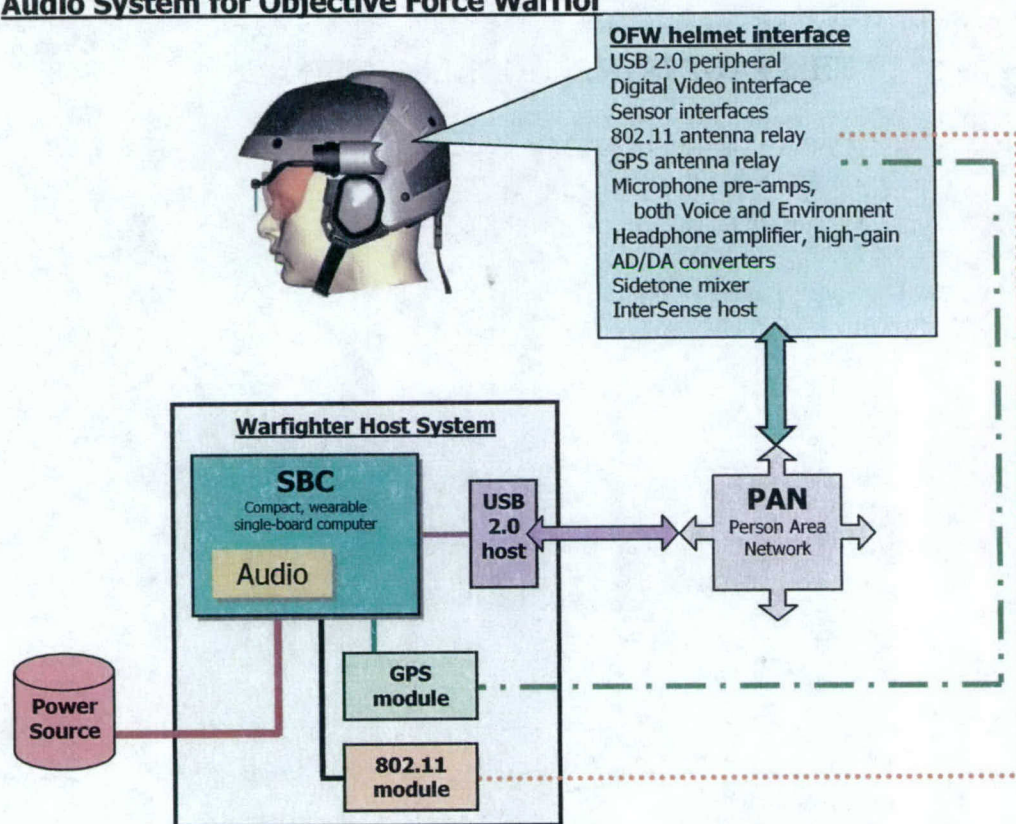 Audio System for Objective Force Warrior
OFW helmet interface
USB 2.0 peripheral
Digital Video interface
Sensor interfaces
802.11 antenna relay
GPS antenna relay
Microphone pre-amps,
both Voice and Environment
Headphone amplifier, high-gain
AD/DA converters
Sidetone mixer
InterSense host
Warfighter Host System
SBC
Compact, wearable
single-board computer
Audio
USB
2.0
host
PAN
Person Area
Network
GPS
module
Power
Source
802.11
module